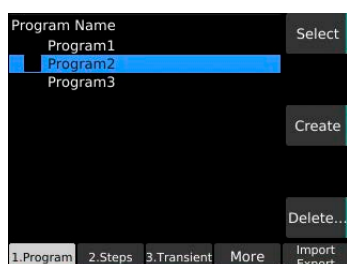 Program Name
Program1
Program2
Program3
Select
Create
Delete...
1.Program 2.Steps 3.Transient More Import
Export